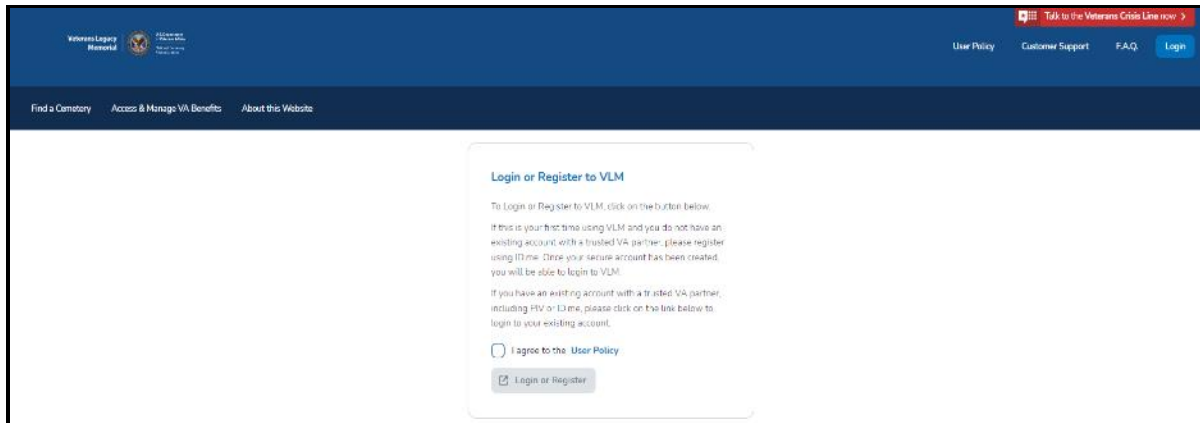 Talk to the Veterans Crisis Line now >
Veterans Legacy
Memorial
User Policy Customer Support F.A.Q. Login
Find a Cemetery Access & Manage VA Benefits About this Website
Login or Register to VLM
To Login or Register to VLM, click on the button below.
If this is your first time using VLM and you do not have an
existing account with a trusted VA partner, please register
using ID.me. Once your secure account has been created,
you will be able to login to VLM.
If you have an existing account with a trusted VA partner,
including PIV or ID.me, please click on the link below to
login to your existing account.
I agree to the User Policy
Login or Register